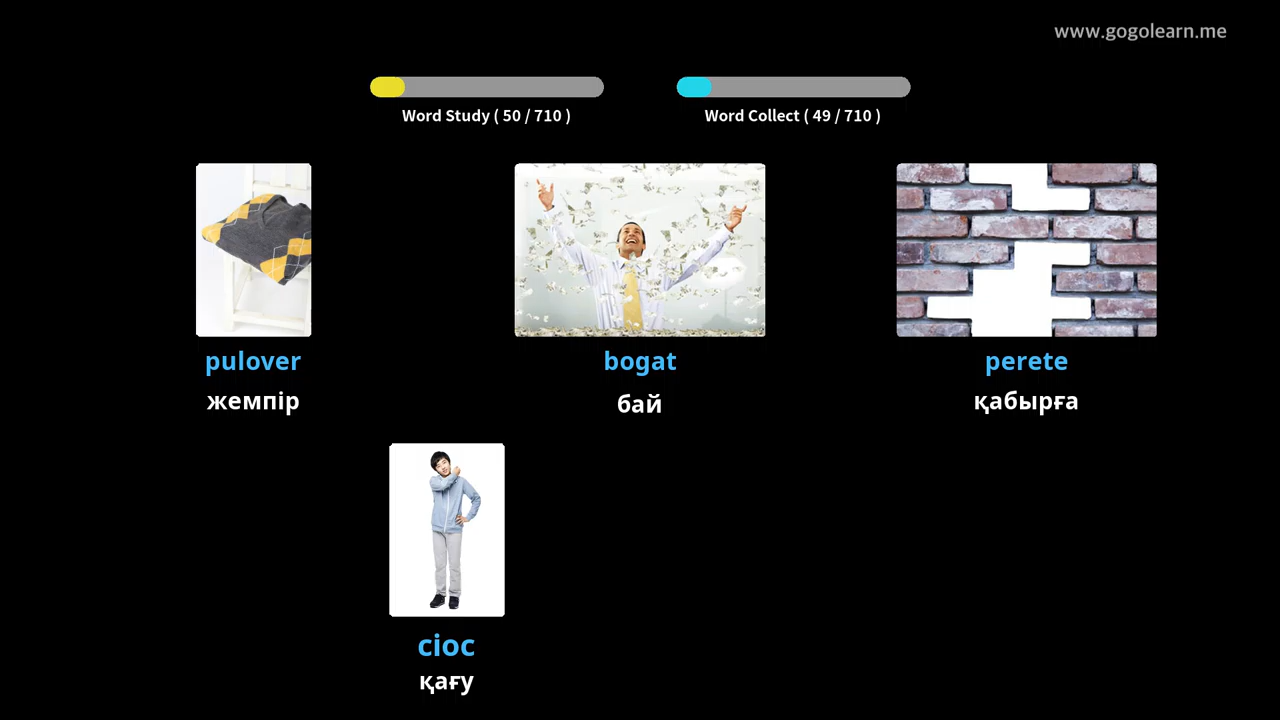 www.gogolearn.me
Word Study ( 50 / 710 )
Word Collect ( 49 / 710 )
pulover
bogat
perete
жемпір
бай
қабырға
cioc
қағу